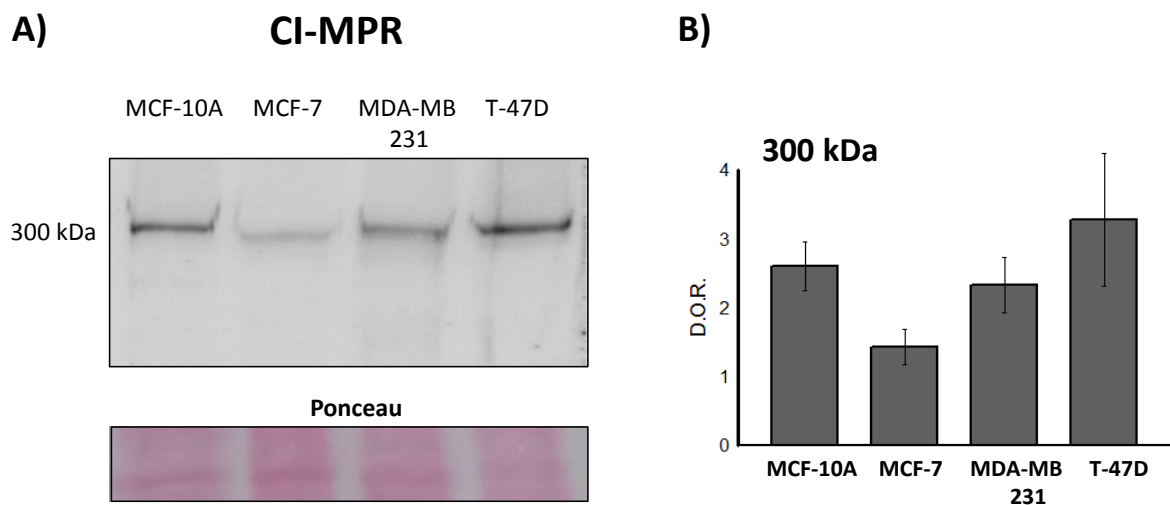 A)
CI-MPR
MCF-10A MCF-7 MDA-MB T-47D
231
300 kDa
Ponceau
B)
300 kDa
4
3
2
1
0
D.O.R.
MCF-10A MCF-7 MDA-MB T-47D
231